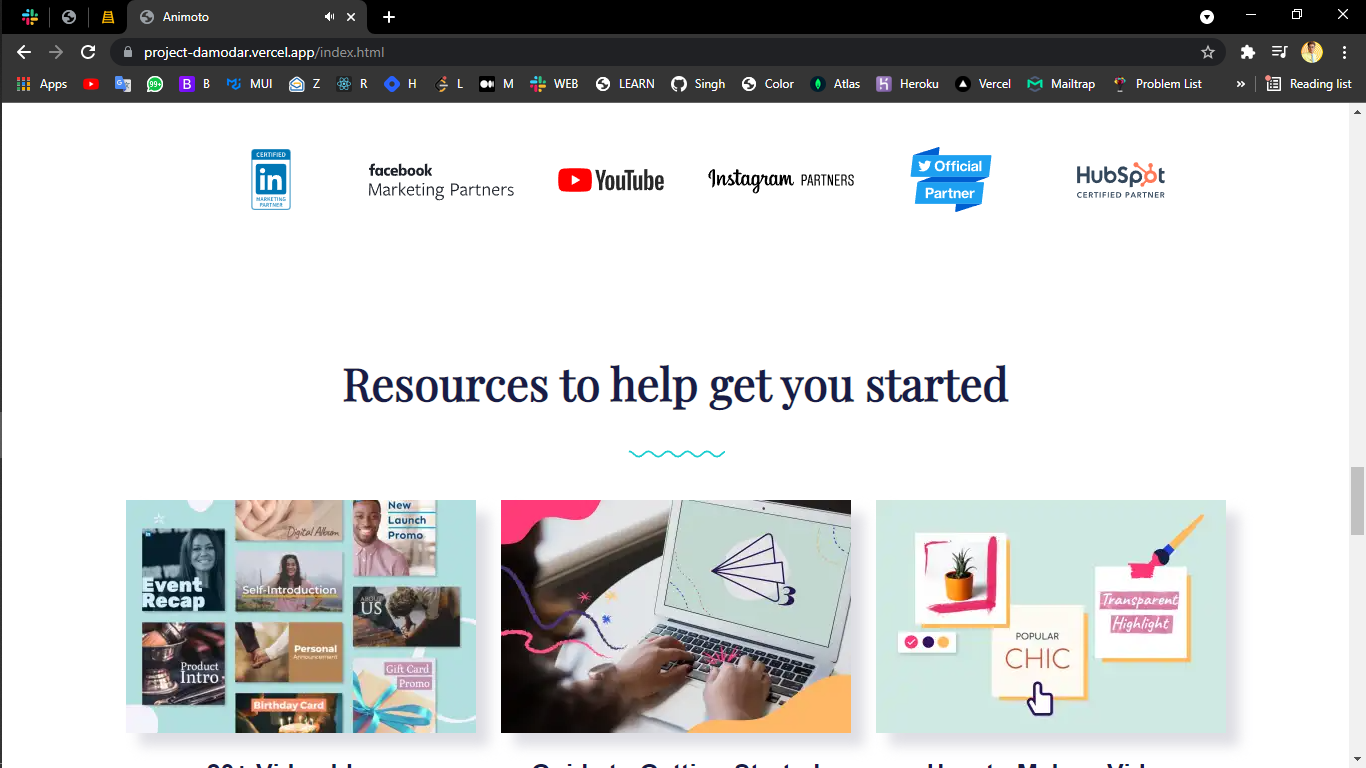 Animoto
project-damodar.vercel.app/index.html
Apps
B
MUI
Z
R
H
L
M
WEB
LEARN
Singh
Color
Atlas
Heroku
Vercel
Mailtrap
Problem List
»
Reading list
CERTIFIED
in
MARKETING
PARTNER
facebook
Marketing Partners
YouTube
Instagram PARTNERS
Official
Partner
HubSpot
CERTIFIED PARTNER
Resources to help get you started
Event
Recap
Digital Album
New
Launch
Promo
Self-Introduction
ABOUT
US
Product
Intro
Personal
Announcement
Gift Card
Promo
Birthday Card
POPULAR
CHIC
Transparent
Highlight